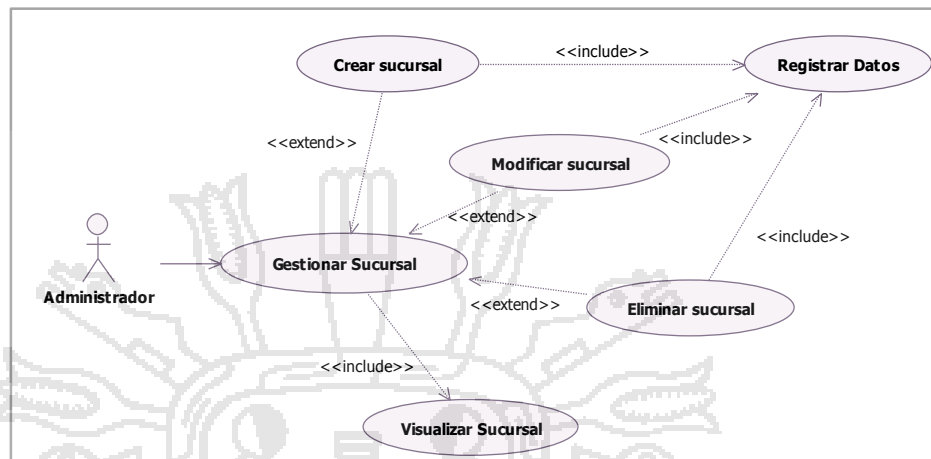 Crear sucursal
<<include>>
Registrar Datos
<<extend>>
<<include>>
Modificar sucursal
<<extend>>
<<include>>
Gestionar Sucursal
Administrador
<<extend>>
Eliminar sucursal
<<include>>
Visualizar Sucursal